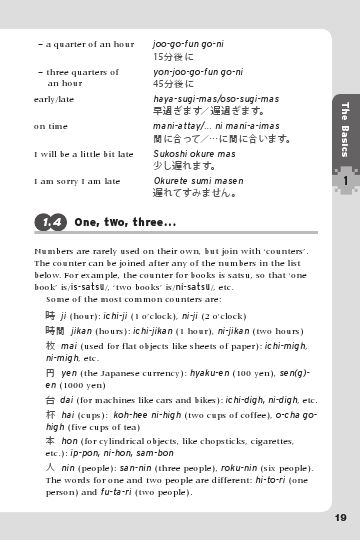 – a quarter of an hour joo-go-fun go-ni
15分後に
– three quarters of yon-joo-go-fun go-ni
an hour 45分後に
early/late haya-sugi-mas/oso-sugi-mas
早過ぎます／遅過ぎます。
on time mani-attay/... ni mani-a-imas
間に合って／…に間に合います。
I will be a little bit late Sukoshi okure mas
少し遅れます。
I am sorry I am late Okurete sumi masen
遅れてすみません。
1.4 One, two, three...
Numbers are rarely used on their own, but join with ‘counters’.
The counter can be joined after any of the numbers in the list
below. For example, the counter for books is satsu, so that ‘one
book’ is/is-satsu/, ‘two books’ is/ni-satsu/, etc.
Some of the most common counters are:
時 ji (hour): ichi-ji (1 o’clock), ni-ji (2 o’clock)
時間 jikan (hours): ichi-jikan (1 hour), ni-jikan (two hours)
枚 mai (used for flat objects like sheets of paper): ichi-migh,
ni-migh, etc.
円 yen (the Japanese currency): hyaku-en (100 yen), sen(g)-
en (1000 yen)
台 dai (for machines like cars and bikes): ichi-digh, ni-digh, etc.
杯 hai (cups): koh-hee ni-high (two cups of coffee), o-cha go-
high (five cups of tea)
本 hon (for cylindrical objects, like chopsticks, cigarettes,
etc.): ip-pon, ni-hon, sam-bon
人 nin (people): san-nin (three people), roku-nin (six people).
The words for one and two people are different: hi-to-ri (one
person) and fu-ta-ri (two people).
The Basics
1
19